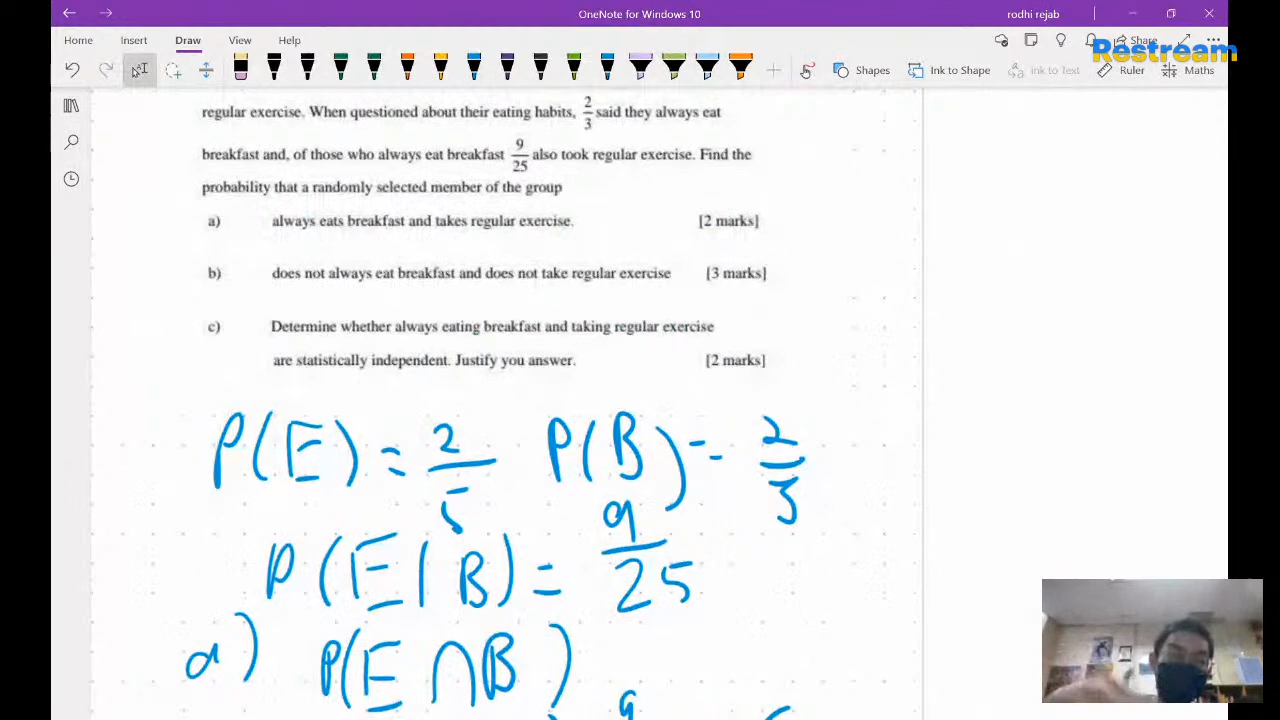 OneNote for Windows 10
rodhi rejab
Home Insert Draw View Help
Share
Restream
Shapes Ink to Shape Ink to Text Ruler Maths
regular exercise. When questioned about their eating habits, 2/3 said they always eat
breakfast and, of those who always eat breakfast 9/25 also took regular exercise. Find the
probability that a randomly selected member of the group
a) always eats breakfast and takes regular exercise. [2 marks]
b) does not always eat breakfast and does not take regular exercise [3 marks]
c) Determine whether always eating breakfast and taking regular exercise
are statistically independent. Justify you answer. [2 marks]
P(E) = 2/5 P(B) = 2/3
P(E|B) = 9/25
a) P(E∩B)
9